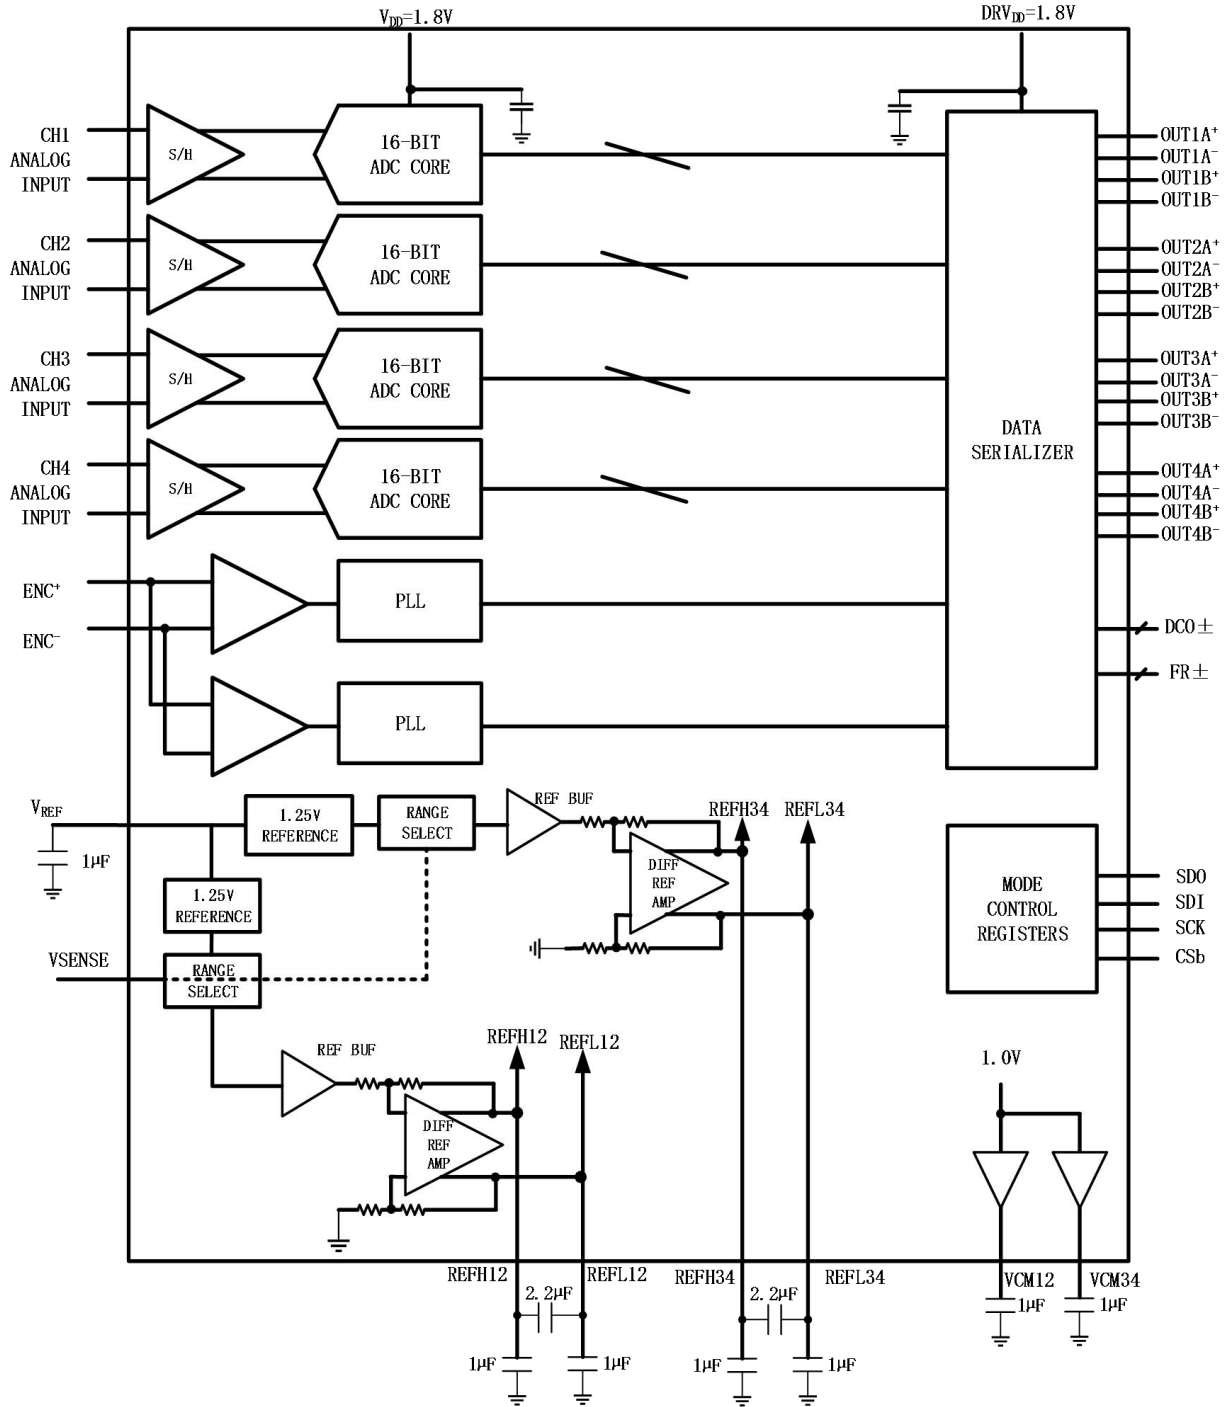 V_DD=1.8V
DRV_DD=1.8V
CH1
ANALOG
INPUT
S/H
16-BIT
ADC CORE
OUT1A+
OUT1A-
OUT1B+
OUT1B-
CH2
ANALOG
INPUT
S/H
16-BIT
ADC CORE
OUT2A+
OUT2A-
OUT2B+
OUT2B-
CH3
ANALOG
INPUT
S/H
16-BIT
ADC CORE
OUT3A+
OUT3A-
OUT3B+
OUT3B-
DATA
SERIALIZER
CH4
ANALOG
INPUT
S/H
16-BIT
ADC CORE
OUT4A+
OUT4A-
OUT4B+
OUT4B-
ENC+
ENC-
PLL
DCO±
FR±
PLL
V_REF
1μF
1.25V
REFERENCE
RANGE
SELECT
REF BUF
REFH34
REFL34
DIFF
REF
AMP
1.25V
REFERENCE
VSENSE
RANGE
SELECT
MODE
CONTROL
REGISTERS
SDO
SDI
SCK
CSb
REF BUF
REFH12
REFL12
DIFF
REF
AMP
1.0V
REFH12
REFL12
REFH34
REFL34
VCM12
VCM34
2.2μF
2.2μF
1μF
1μF
1μF
1μF
1μF
1μF